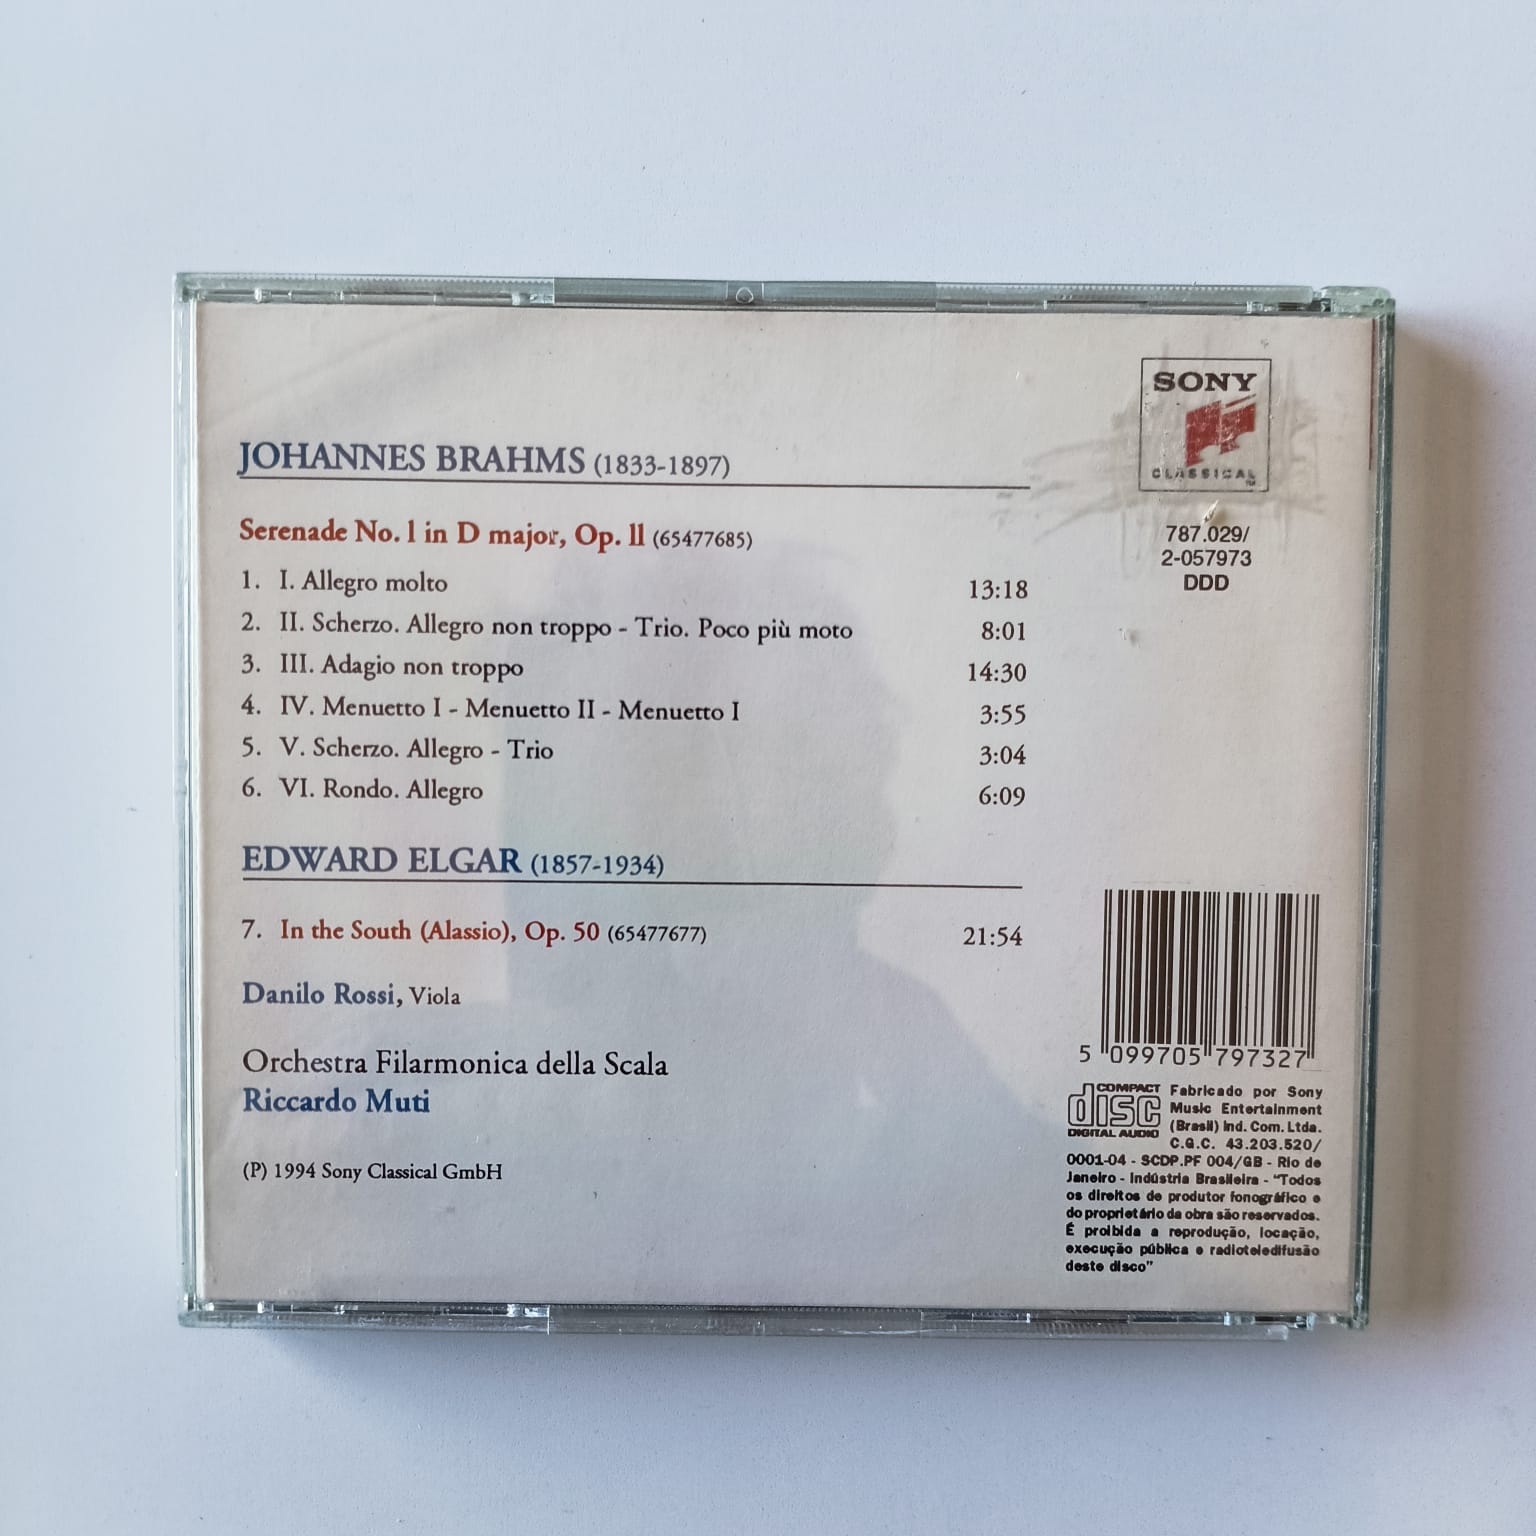 JOHANNES BRAHMS (1833-1897)
Serenade No. 1 in D major, Op. 11 (65477685)
1. I. Allegro molto 13:18
2. II. Scherzo. Allegro non troppo - Trio. Poco più moto 8:01
3. III. Adagio non troppo 14:30
4. IV. Menuetto I - Menuetto II - Menuetto I 3:55
5. V. Scherzo. Allegro - Trio 3:04
6. VI. Rondo. Allegro 6:09
EDWARD ELGAR (1857-1934)
7. In the South (Alassio), Op. 50 (65477677) 21:54
Danilo Rossi, Viola
Orchestra Filarmonica della Scala
Riccardo Muti
(P) 1994 Sony Classical GmbH
SONY
CLASSICAL
TM
787.029/
2-057973
DDD
5 099705 797327
COMPACT
disc
DIGITAL AUDIO
Fabricado por Sony
Music Entertainment
(Brasil) Ind. Com. Ltda.
C.G.C. 43.203.520/
0001-04 - SCDP.PF 004/GB - Rio de
Janeiro - Indústria Brasileira - "Todos
os direitos de produtor fonográfico e
do proprietário da obra são reservados.
É proibida a reprodução, locação,
execução pública e radioteledifusão
deste disco"